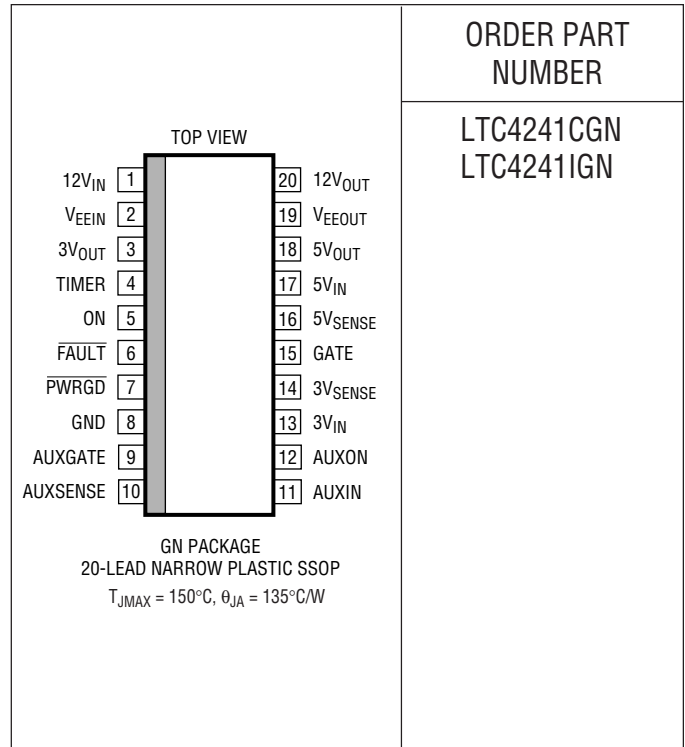 ORDER PART
NUMBER
LTC4241CGN
LTC4241IGN
TOP VIEW
12VIN 1 20 12VOUT
VEEIN 2 19 VEEOUT
3VOUT 3 18 5VOUT
TIMER 4 17 5VIN
ON 5 16 5VSENSE
FAULT 6 15 GATE
PWRGD 7 14 3VSENSE
GND 8 13 3VIN
AUXGATE 9 12 AUXON
AUXSENSE 10 11 AUXIN
GN PACKAGE
20-LEAD NARROW PLASTIC SSOP
TJMAX = 150°C, θJA = 135°C/W